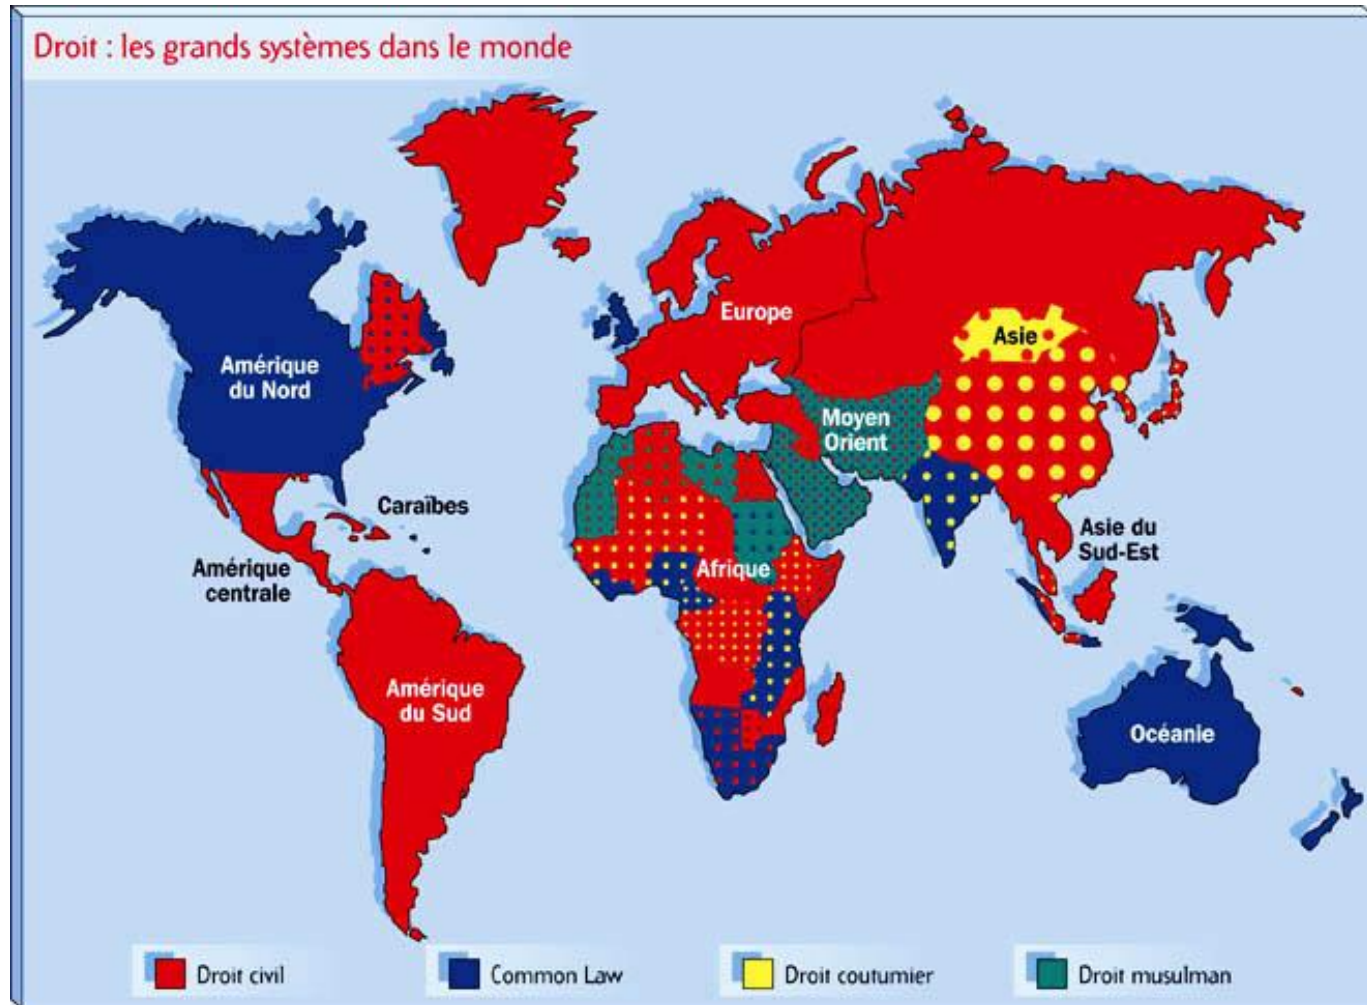 Droit : les grands systèmes dans le monde
Europe
Asie
Amérique
du Nord
Moyen
Orient
Caraïbes
Asie du
Sud-Est
Amérique
centrale
Afrique
Amérique
du Sud
Océanie
Droit civil
Common Law
Droit coutumier
Droit musulman